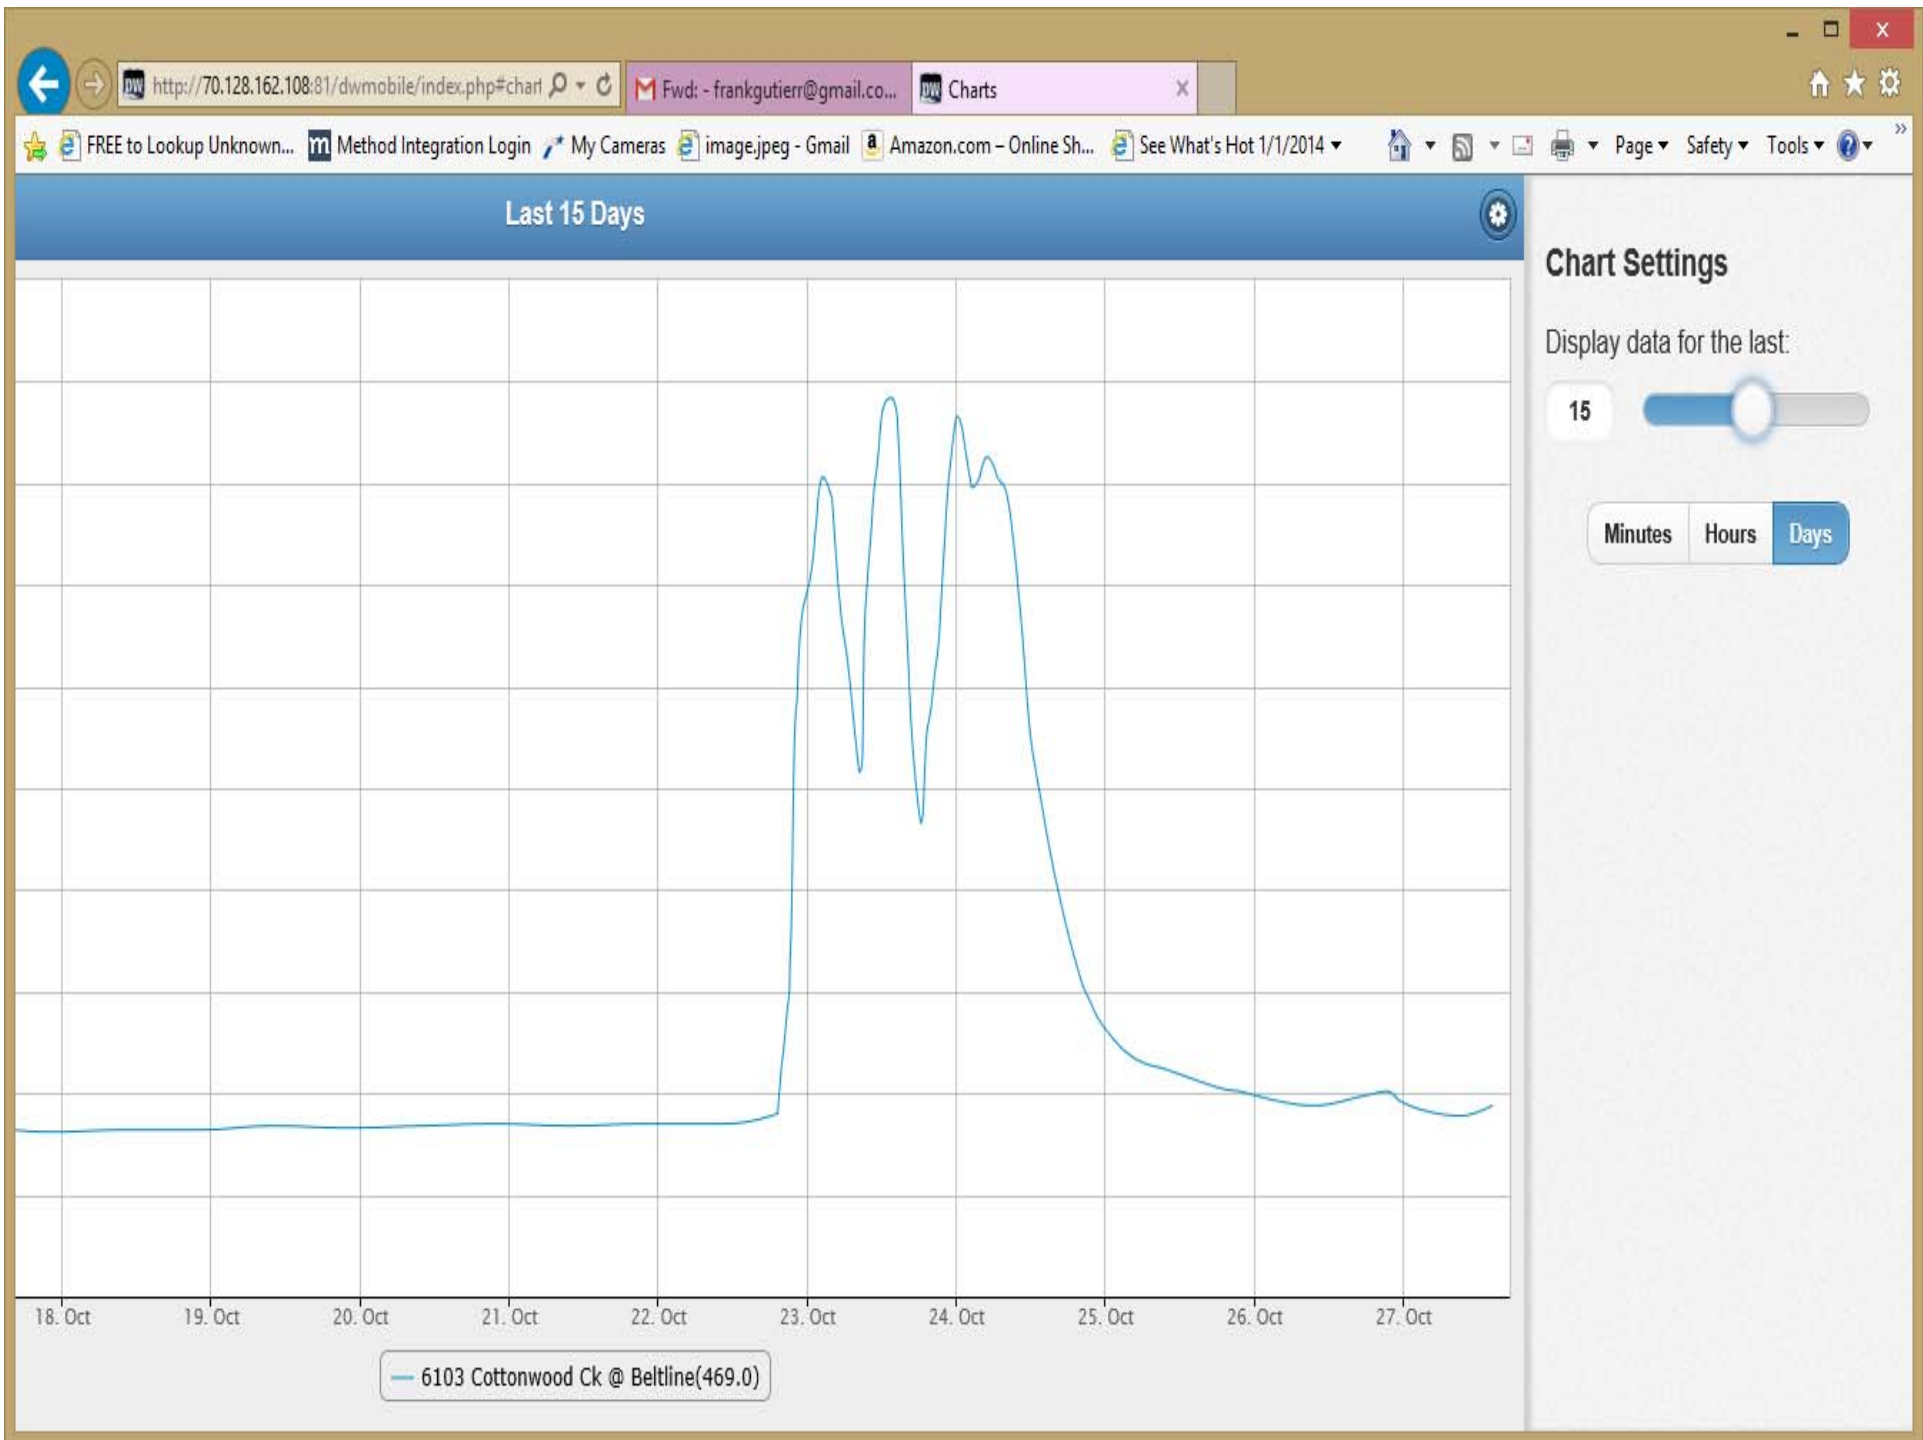 http://70.128.162.108:81/dwmobile/index.php#chart
Fwd: - frankgutierr@gmail.co...
DW Charts
FREE to Lookup Unknown... m Method Integration Login My Cameras image.jpeg - Gmail a Amazon.com – Online Sh... See What's Hot 1/1/2014 Page Safety Tools
Last 15 Days
Chart Settings
Display data for the last:
15
Minutes Hours Days
18. Oct 19. Oct 20. Oct 21. Oct 22. Oct 23. Oct 24. Oct 25. Oct 26. Oct 27. Oct
6103 Cottonwood Ck @ Beltline(469.0)